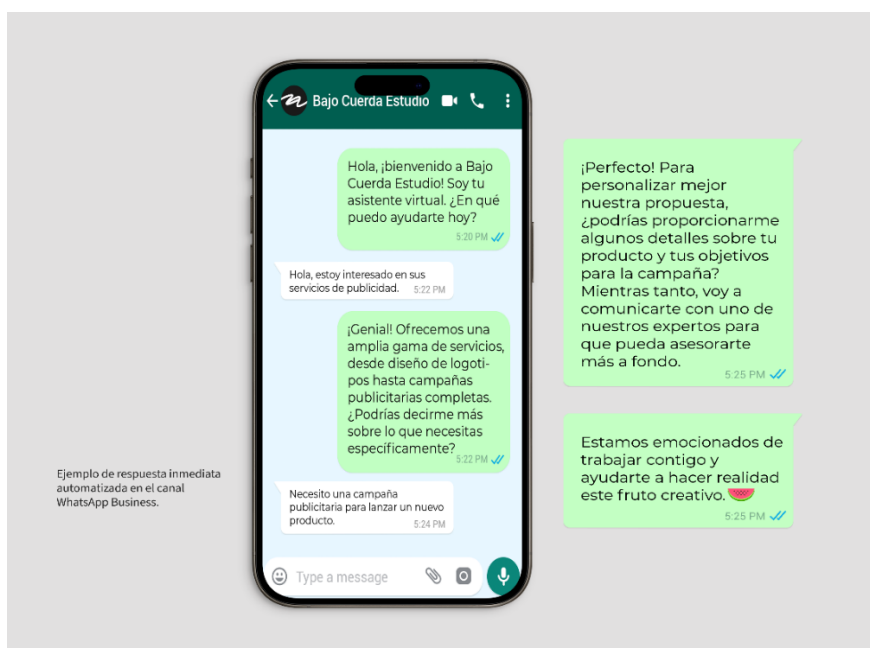 Bajo Cuerda Estudio
Hola, ¡bienvenido a Bajo
Cuerda Estudio! Soy tu
asistente virtual. ¿En qué
puedo ayudarte hoy?
5:20 PM
Hola, estoy interesado en sus
servicios de publicidad.
5:22 PM
¡Genial! Ofrecemos una
amplia gama de servicios,
desde diseño de logoti-
pos hasta campañas
publicitarias completas.
¿Podrías decirme más
sobre lo que necesitas
específicamente?
5:22 PM
Necesito una campaña
publicitaria para lanzar un nuevo
producto.
5:24 PM
Type a message
¡Perfecto! Para
personalizar mejor
nuestra propuesta,
¿podrías proporcionarme
algunos detalles sobre tu
producto y tus objetivos
para la campaña?
Mientras tanto, voy a
comunicarte con uno de
nuestros expertos para
que pueda asesorarte
más a fondo.
5:25 PM
Estamos emocionados de
trabajar contigo y
ayudarte a hacer realidad
este fruto creativo.🍉
5:25 PM
Ejemplo de respuesta inmediata
automatizada en el canal
WhatsApp Business.